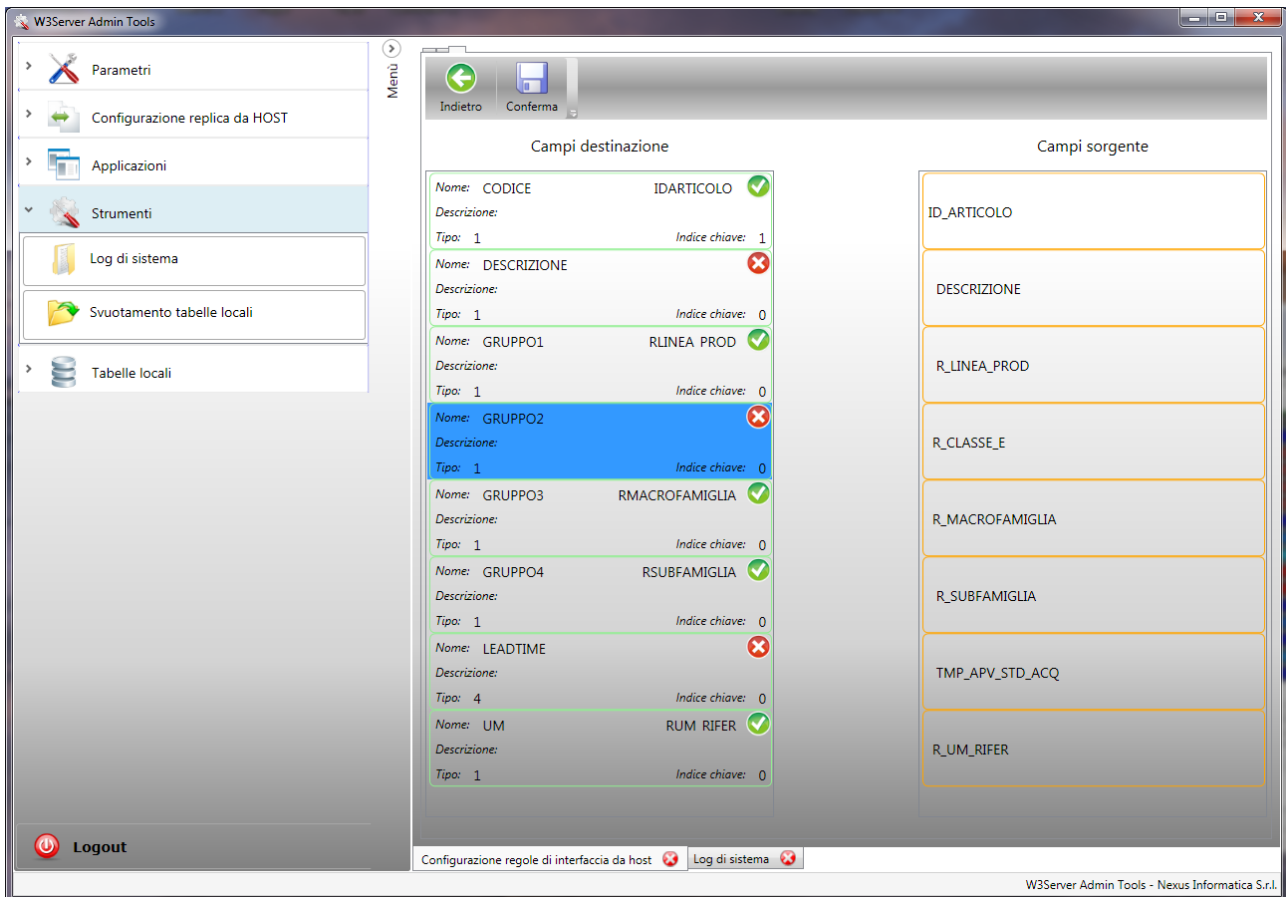 W3Server Admin Tools
Parametri
Configurazione replica da HOST
Applicazioni
Strumenti
Log di sistema
Svuotamento tabelle locali
Tabelle locali
Logout
Menù
Indietro Conferma
Campi destinazione
Nome: CODICE IDARTICOLO
Descrizione:
Tipo: 1 Indice chiave: 1
Nome: DESCRIZIONE
Descrizione:
Tipo: 1 Indice chiave: 0
Nome: GRUPPO1 RLINEA PROD
Descrizione:
Tipo: 1 Indice chiave: 0
Nome: GRUPPO2
Descrizione:
Tipo: 1 Indice chiave: 0
Nome: GRUPPO3 RMACROFAMIGLIA
Descrizione:
Tipo: 1 Indice chiave: 0
Nome: GRUPPO4 RSUBFAMIGLIA
Descrizione:
Tipo: 1 Indice chiave: 0
Nome: LEADTIME
Descrizione:
Tipo: 4 Indice chiave: 0
Nome: UM RUM RIFER
Descrizione:
Tipo: 1 Indice chiave: 0
Campi sorgente
ID_ARTICOLO
DESCRIZIONE
R_LINEA_PROD
R_CLASSE_E
R_MACROFAMIGLIA
R_SUBFAMIGLIA
TMP_APV_STD_ACQ
R_UM_RIFER
Configurazione regole di interfaccia da host Log di sistema
W3Server Admin Tools - Nexus Informatica S.r.l.